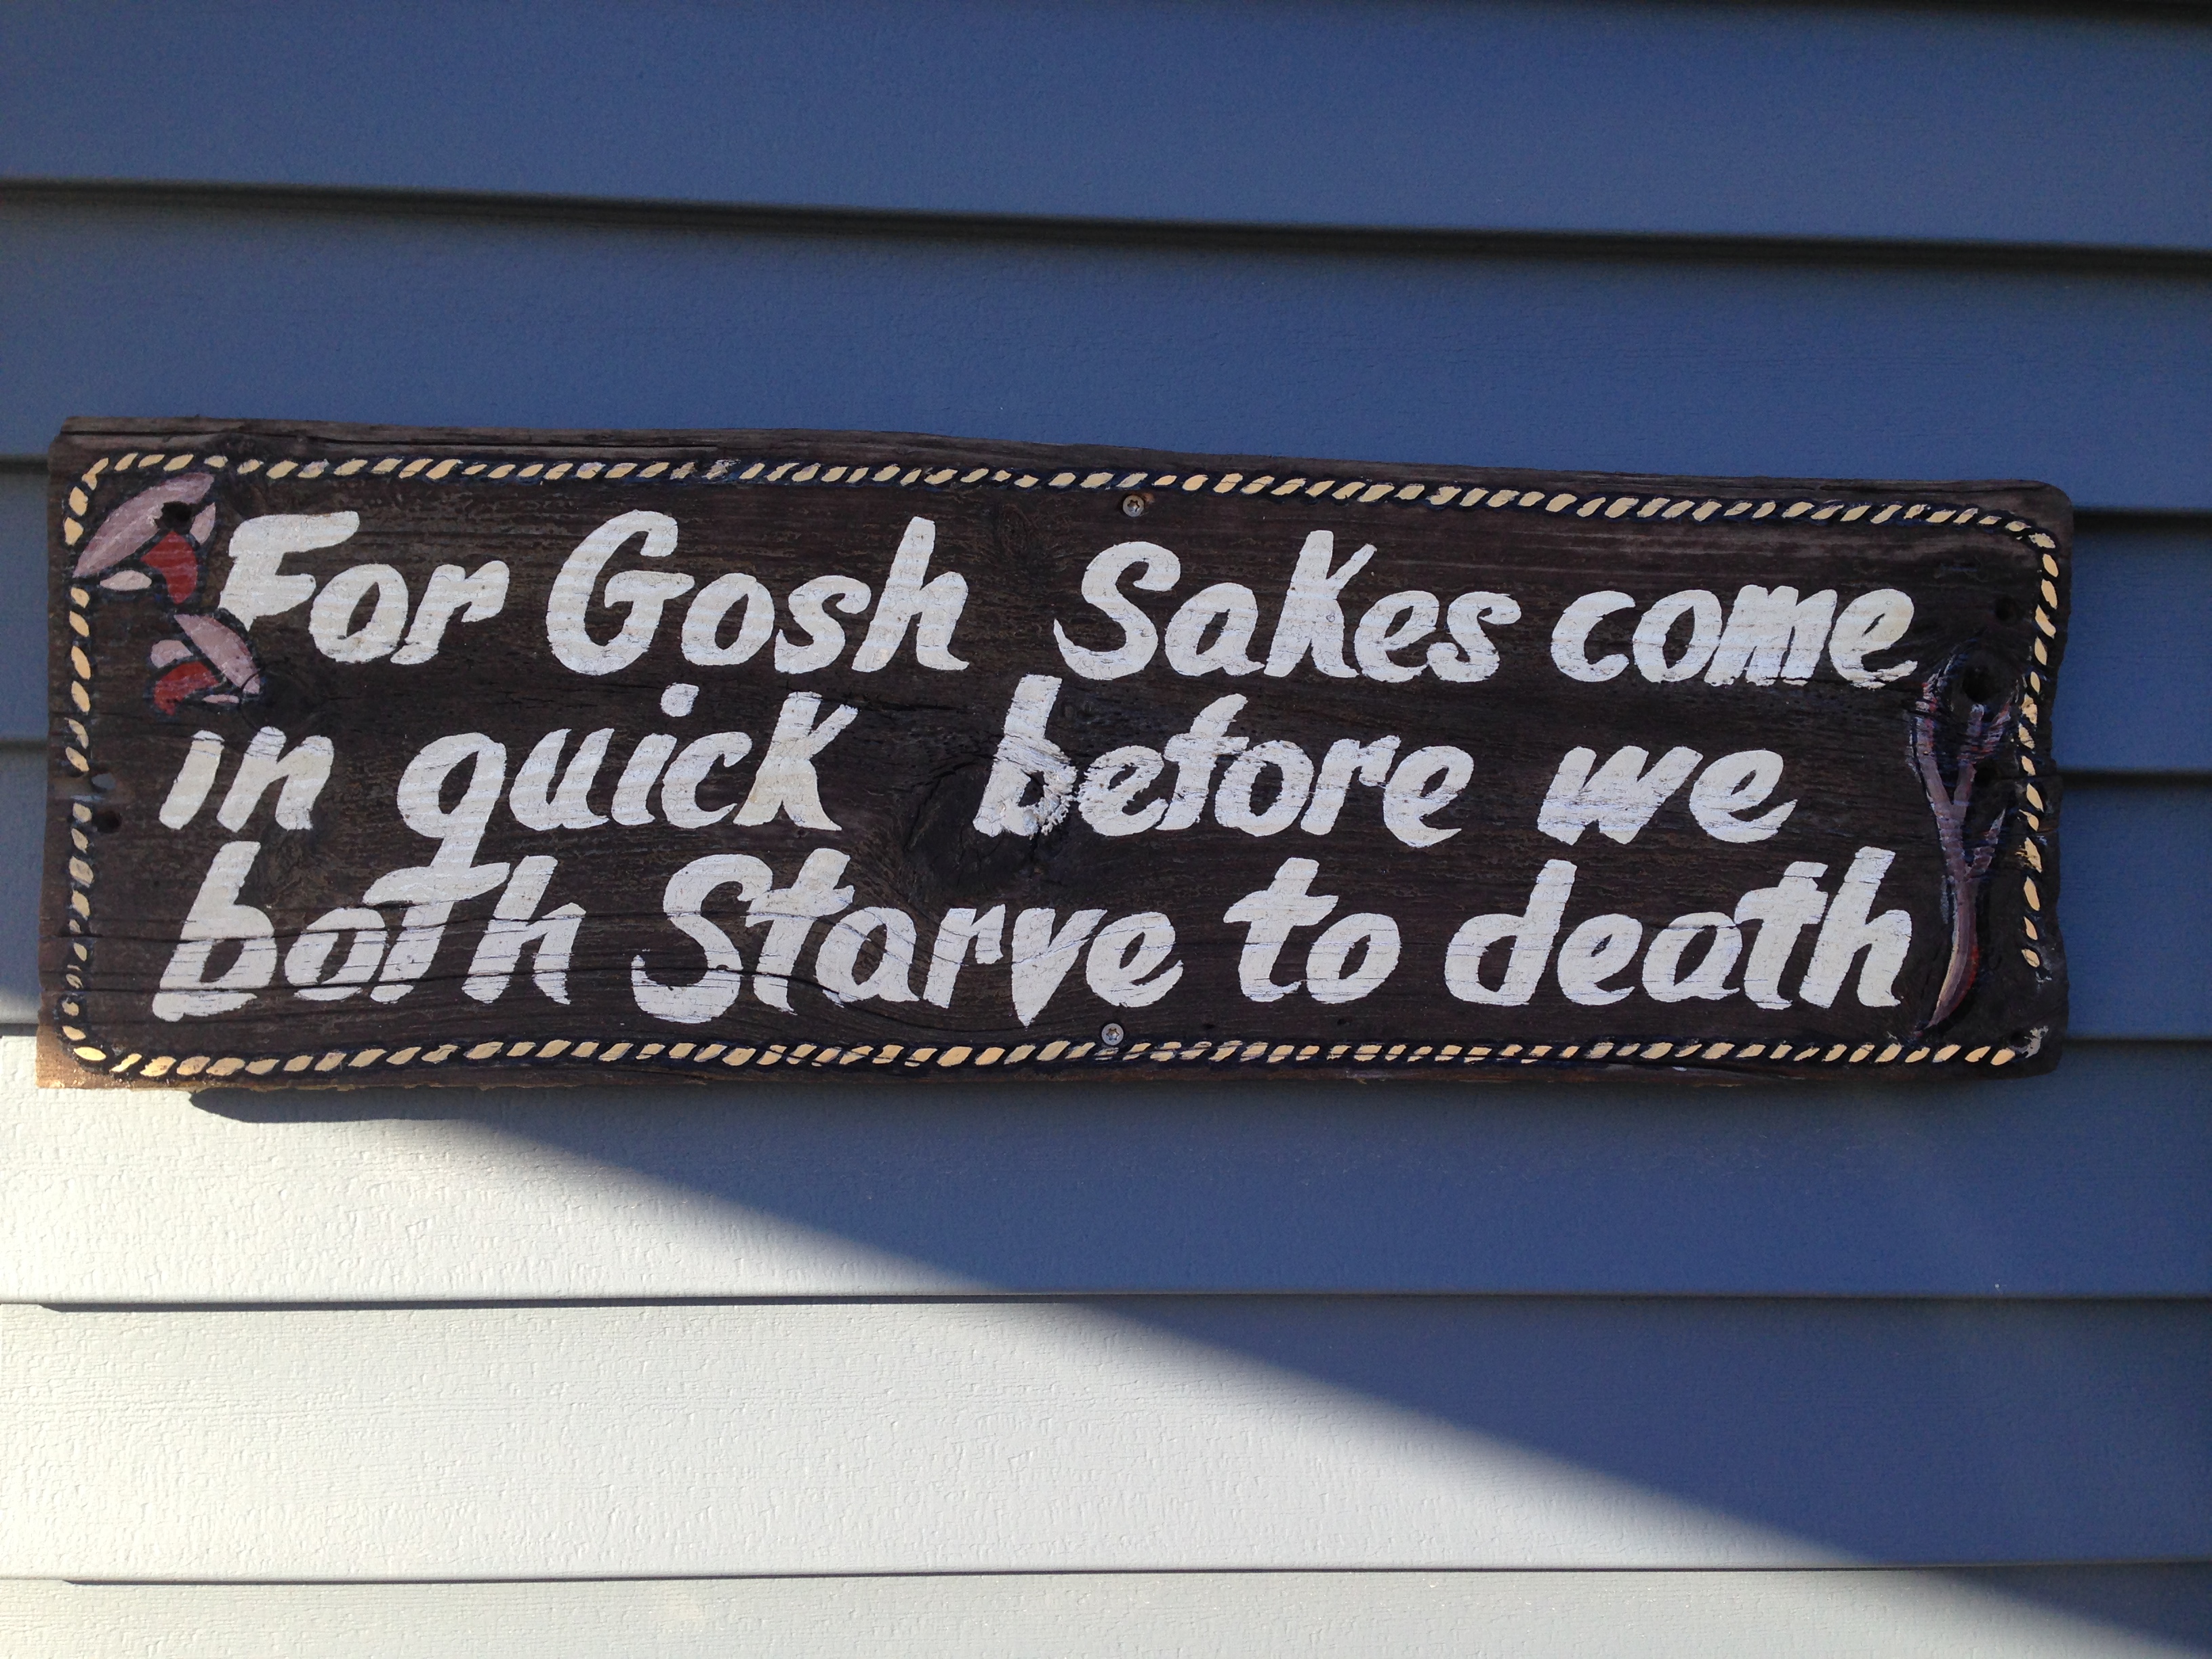 For Gosh Sakes come
in quick before we
both Starve to death